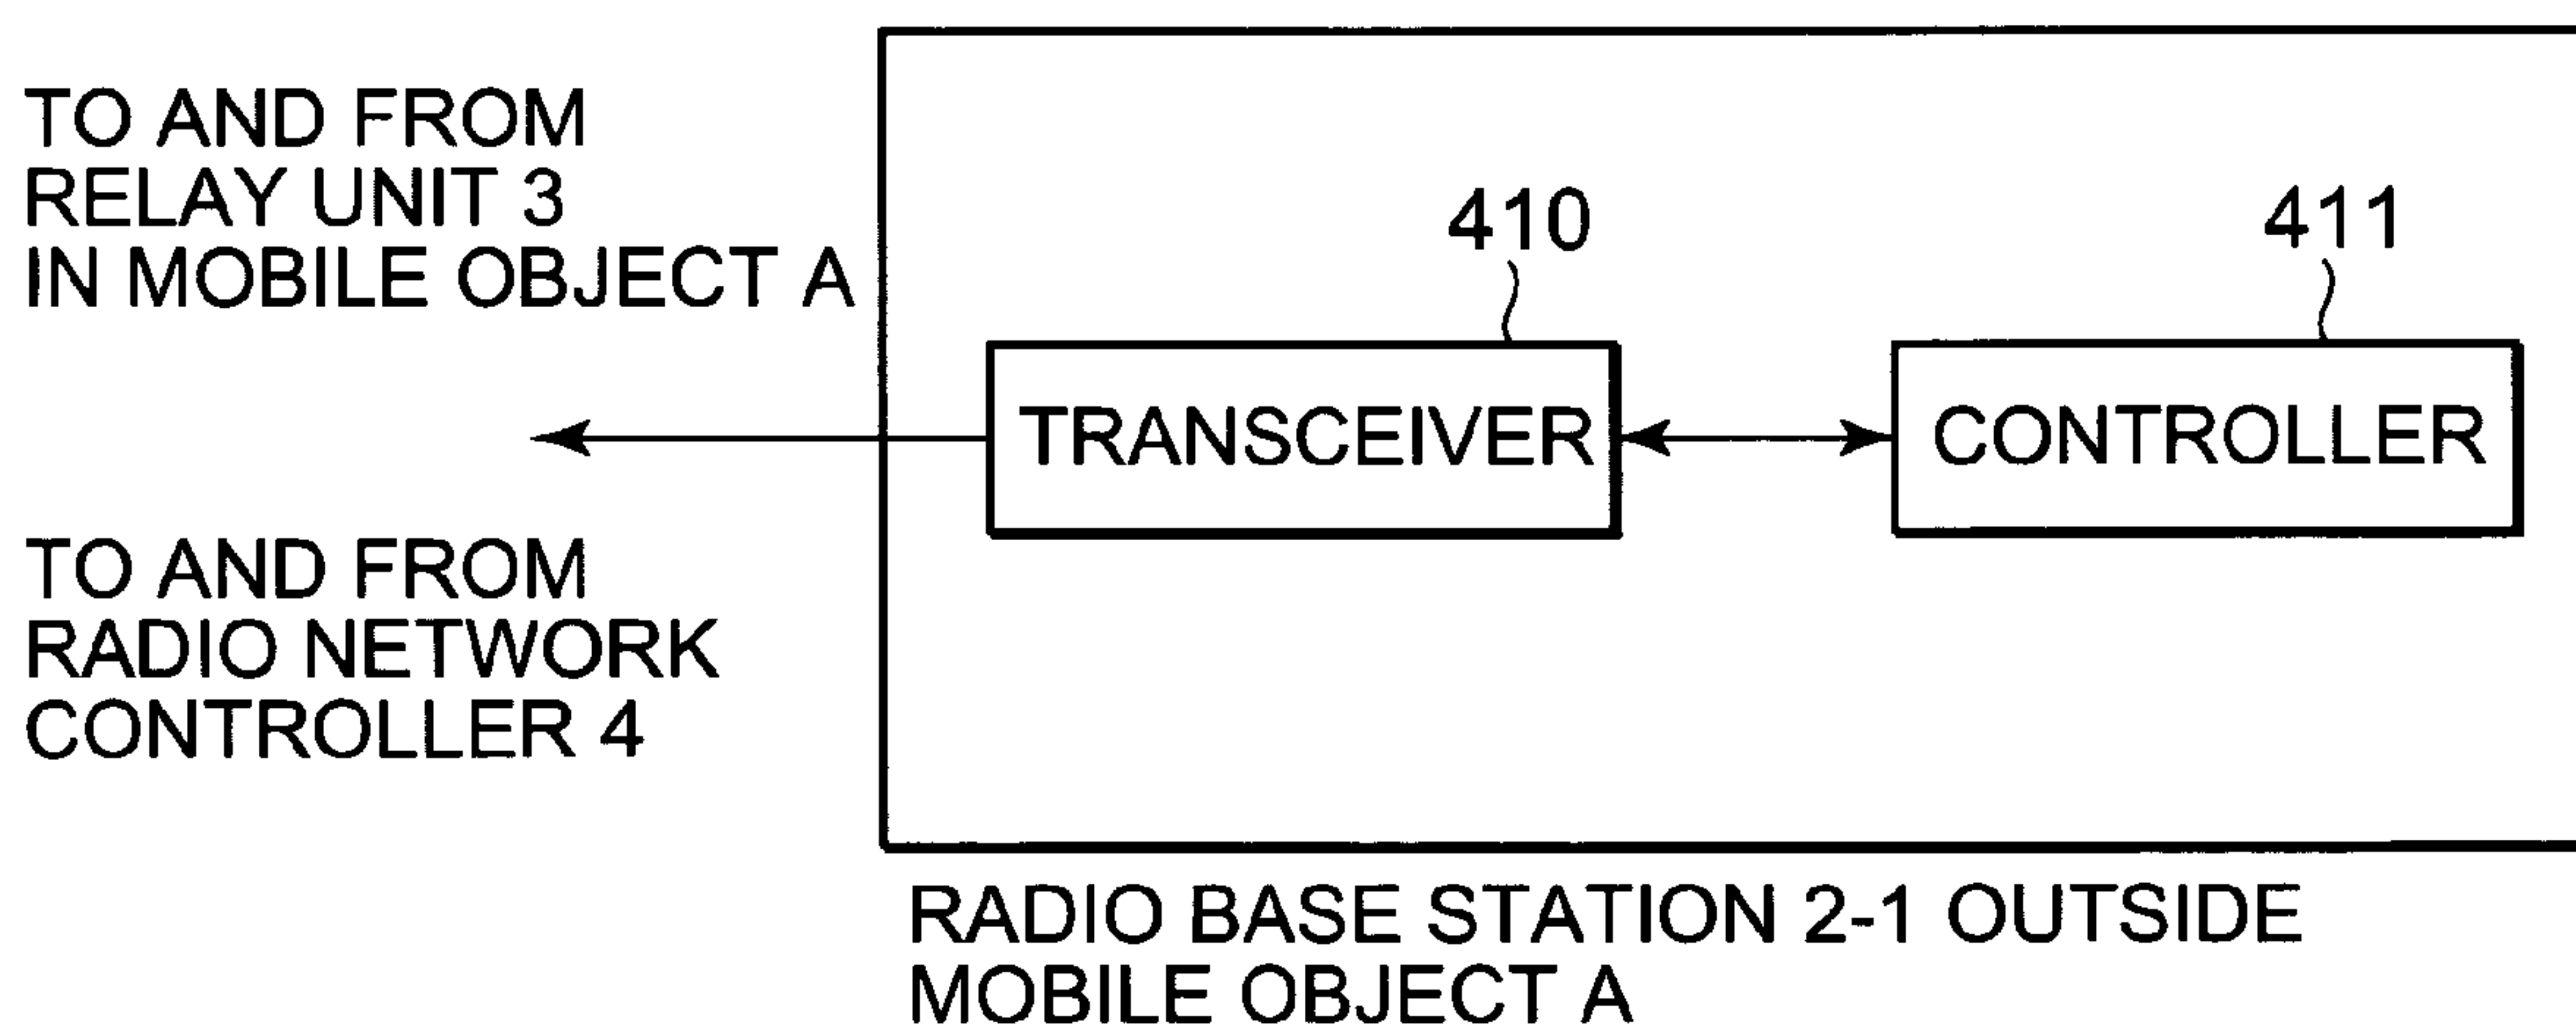 TO AND FROM
RELAY UNIT 3
IN MOBILE OBJECT A
410
411
TRANSCEIVER
CONTROLLER
TO AND FROM
RADIO NETWORK
CONTROLLER 4
RADIO BASE STATION 2-1 OUTSIDE
MOBILE OBJECT A